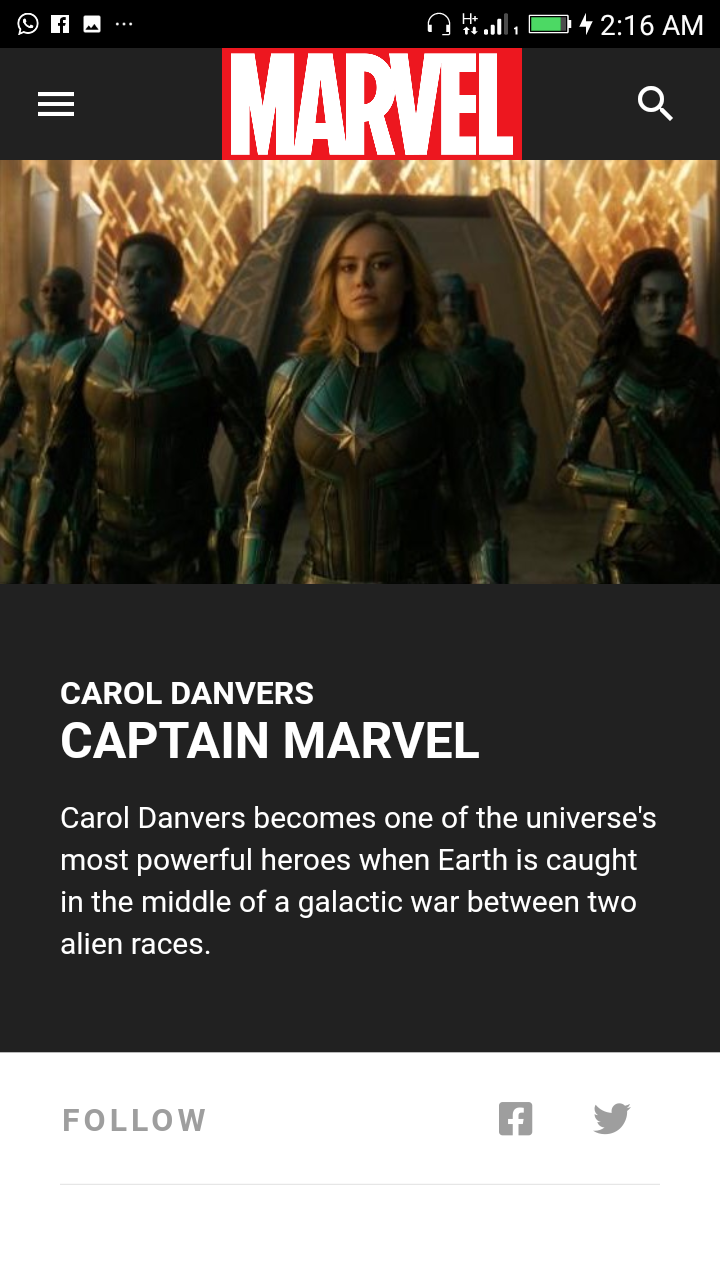 H+
1
2:16 AM
MARVEL
CAROL DANVERS
CAPTAIN MARVEL
Carol Danvers becomes one of the universe's
most powerful heroes when Earth is caught
in the middle of a galactic war between two
alien races.
FOLLOW